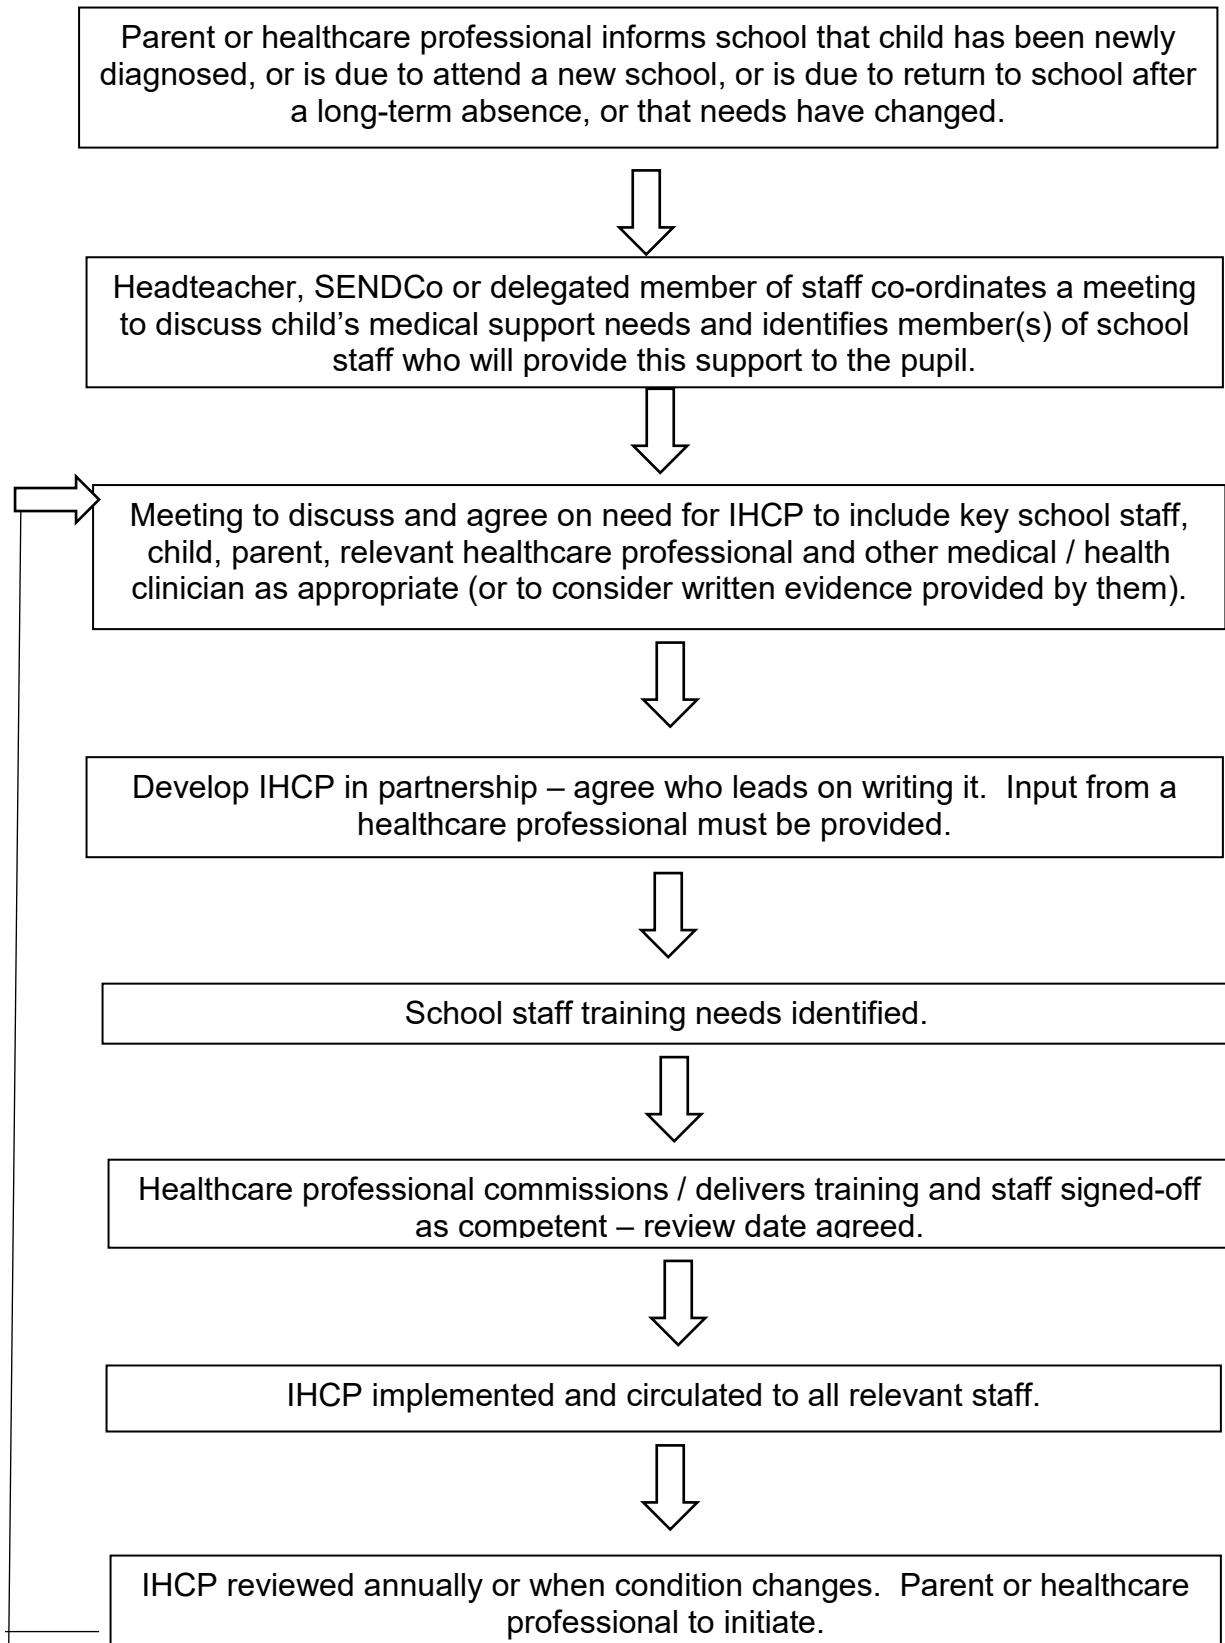 Parent or healthcare professional informs school that child has been newly
diagnosed, or is due to attend a new school, or is due to return to school after
a long-term absence, or that needs have changed.
Headteacher, SENDCo or delegated member of staff co-ordinates a meeting
to discuss child’s medical support needs and identifies member(s) of school
staff who will provide this support to the pupil.
Meeting to discuss and agree on need for IHCP to include key school staff,
child, parent, relevant healthcare professional and other medical / health
clinician as appropriate (or to consider written evidence provided by them).
Develop IHCP in partnership – agree who leads on writing it.  Input from a
healthcare professional must be provided.
School staff training needs identified.
Healthcare professional commissions / delivers training and staff signed-off
as competent – review date agreed.
IHCP implemented and circulated to all relevant staff.
IHCP reviewed annually or when condition changes.  Parent or healthcare
professional to initiate.